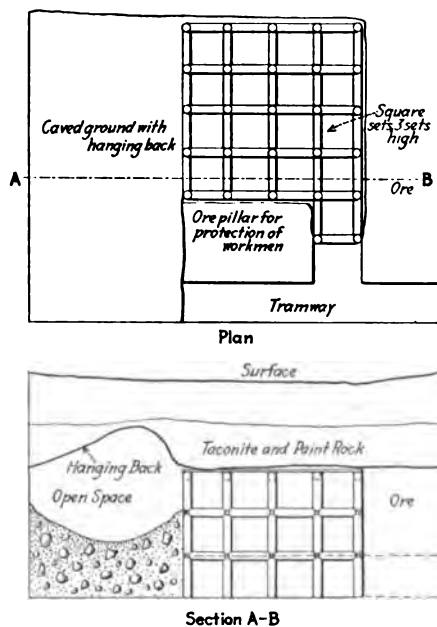 Caved ground with
hanging back
Square
sets 3 sets
high
A
B
Ore
Ore pillar for
protection of
workmen
Tramway
Plan
Surface
Taconite and Paint Rock
Hanging Back
Open Space
Ore
Section A-B